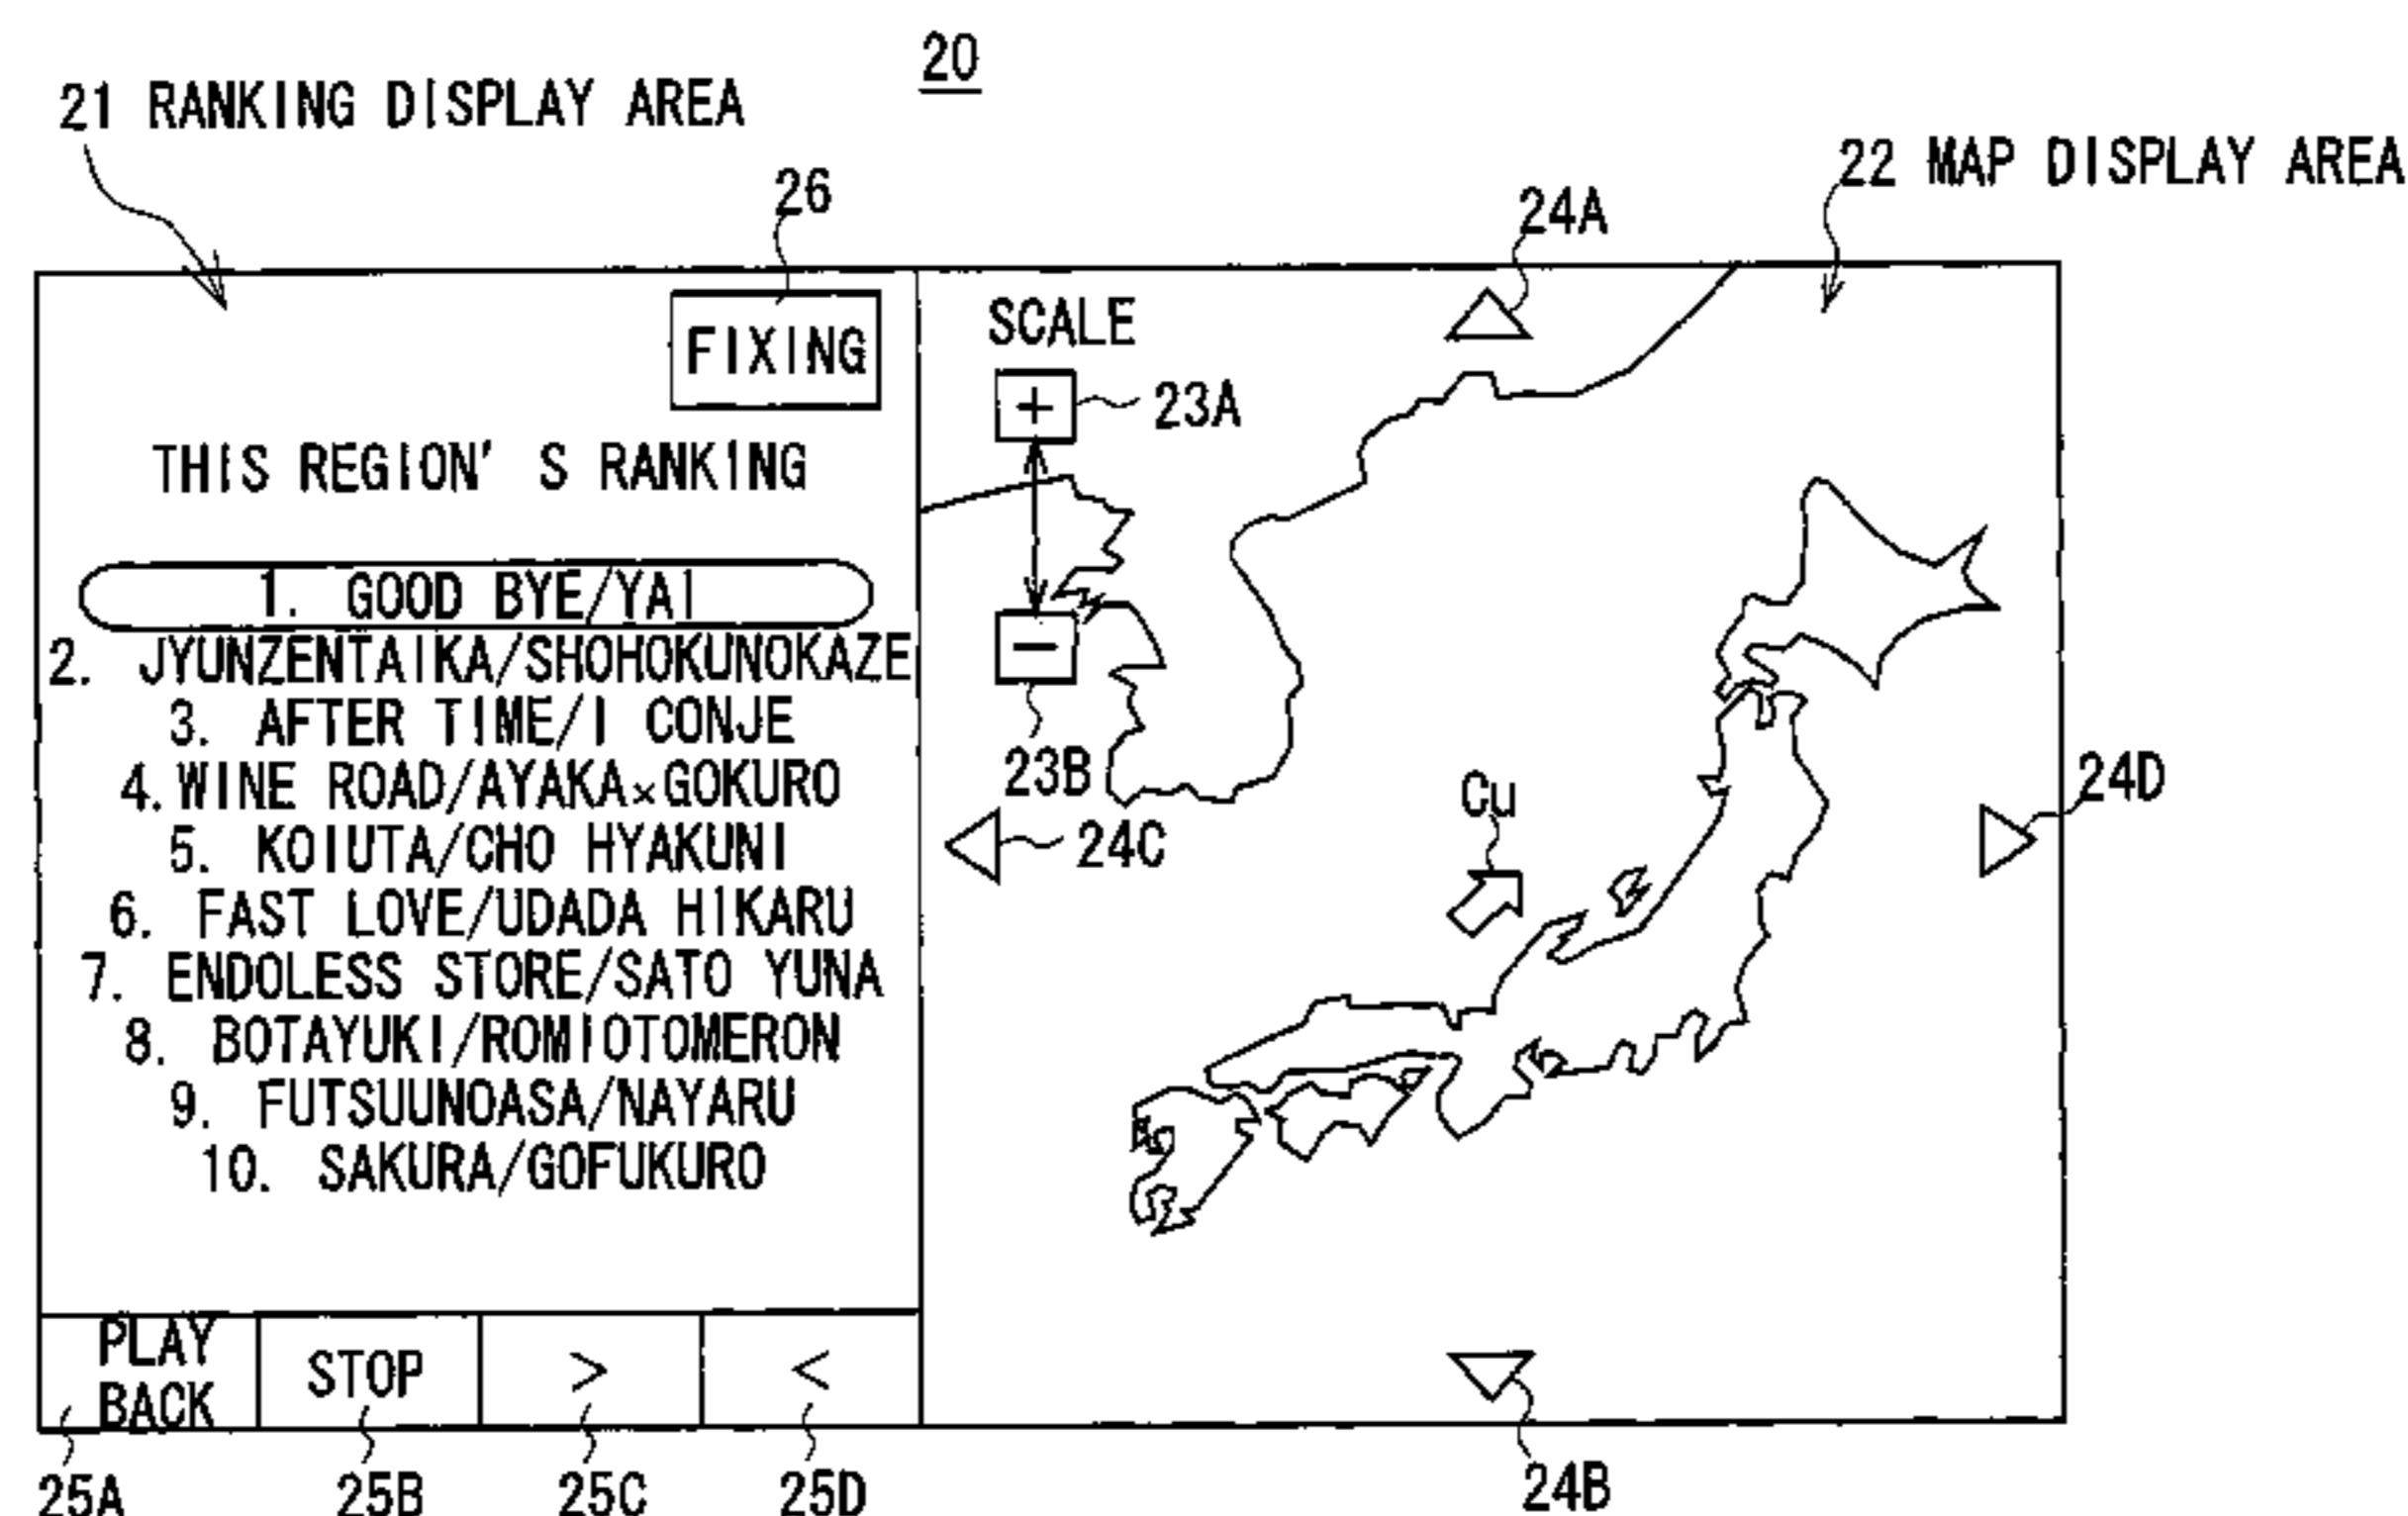 20
21 RANKING DISPLAY AREA
22 MAP DISPLAY AREA
26
24A
FIXING
SCALE
+
23A
THIS REGION'S RANKING
1. GOOD BYE/YAI
2. JYUNZENTAIKA/SHOHOKUNOKAZE
3. AFTER TIME/I CONJE
4. WINE ROAD/AYAKA×GOKURO
5. KOIUTA/CHO HYAKUNI
6. FAST LOVE/UDADA HIKARU
7. ENDOLESS STORE/SATO YUNA
8. BOTAYUKI/ROMIOTOMERON
9. FUTSUUNOASA/NAYARU
10. SAKURA/GOFUKURO
−
23B
24C
Cu
24D
PLAY
BACK
STOP
>
<
25A
25B
25C
25D
24B